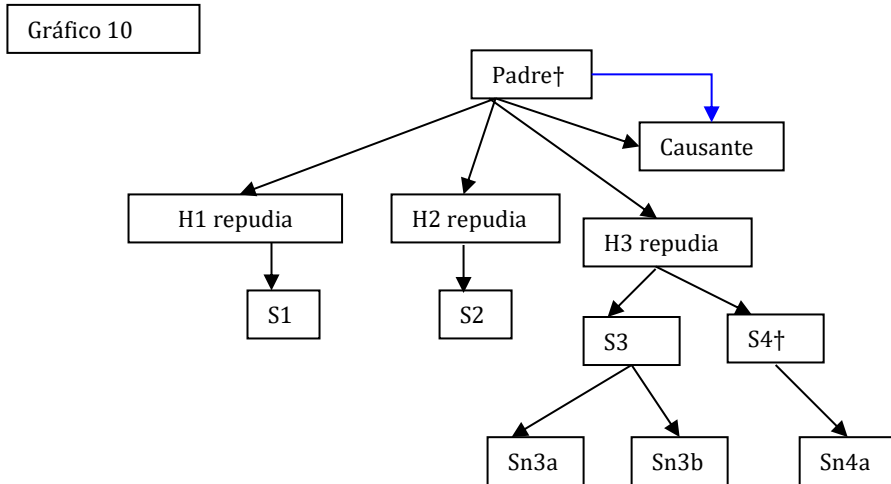 Gráfico 10
Padre†
Causante
H1 repudia
H2 repudia
H3 repudia
S1
S2
S3
S4†
Sn3a
Sn3b
Sn4a